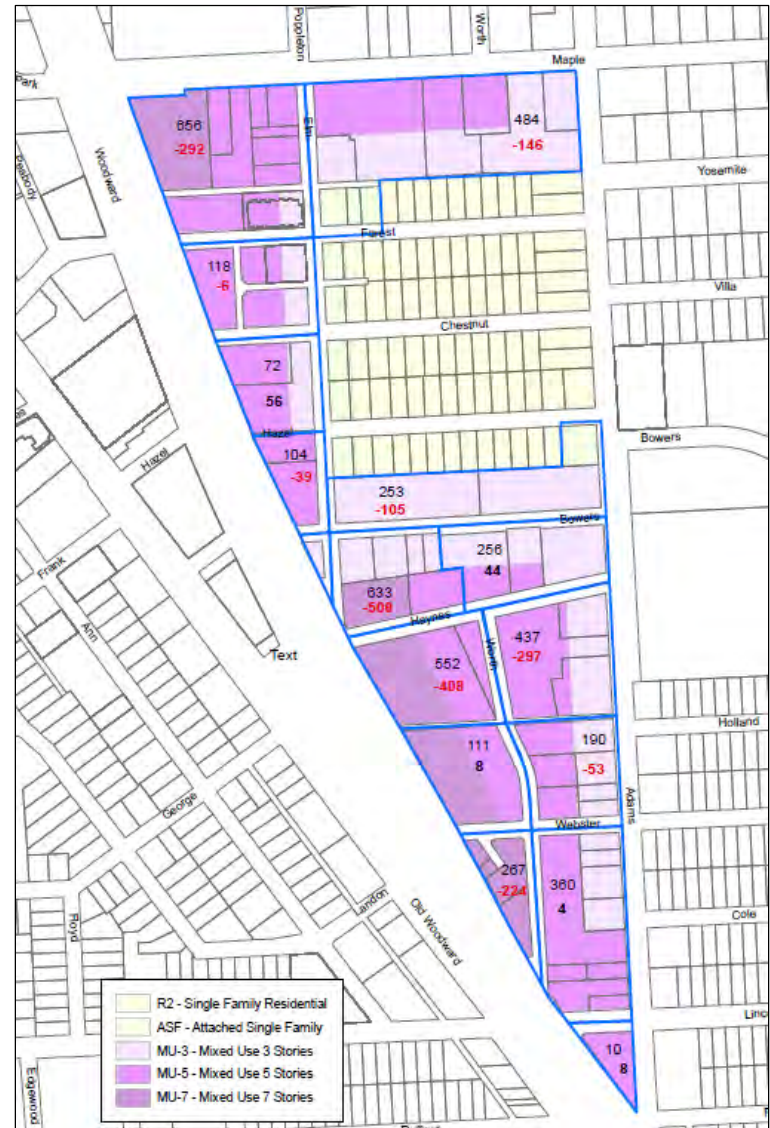 Poppleton
Worth
Maple
Park
656
-292
Elm
484
-146
Woodward
Peabody
Yosemite
Forest
118
-6
Villa
Chestnut
72
56
Hazel
104
-39
Bowers
Hazel
253
-105
Bowers
256
44
Frank
633
Haynes
Ann
Text
552
-408
Worth
437
-297
111
8
190
-53
Holland
Adams
George
Webster
267
-224
360
4
Landon
Old Woodward
Cole
Floyd
R2 - Single Family Residential
ASF - Attached Single Family
MU-3 - Mixed Use 3 Stories
MU-5 - Mixed Use 5 Stories
MU-7 - Mixed Use 7 Stories
Linc
10
8
Edgewood